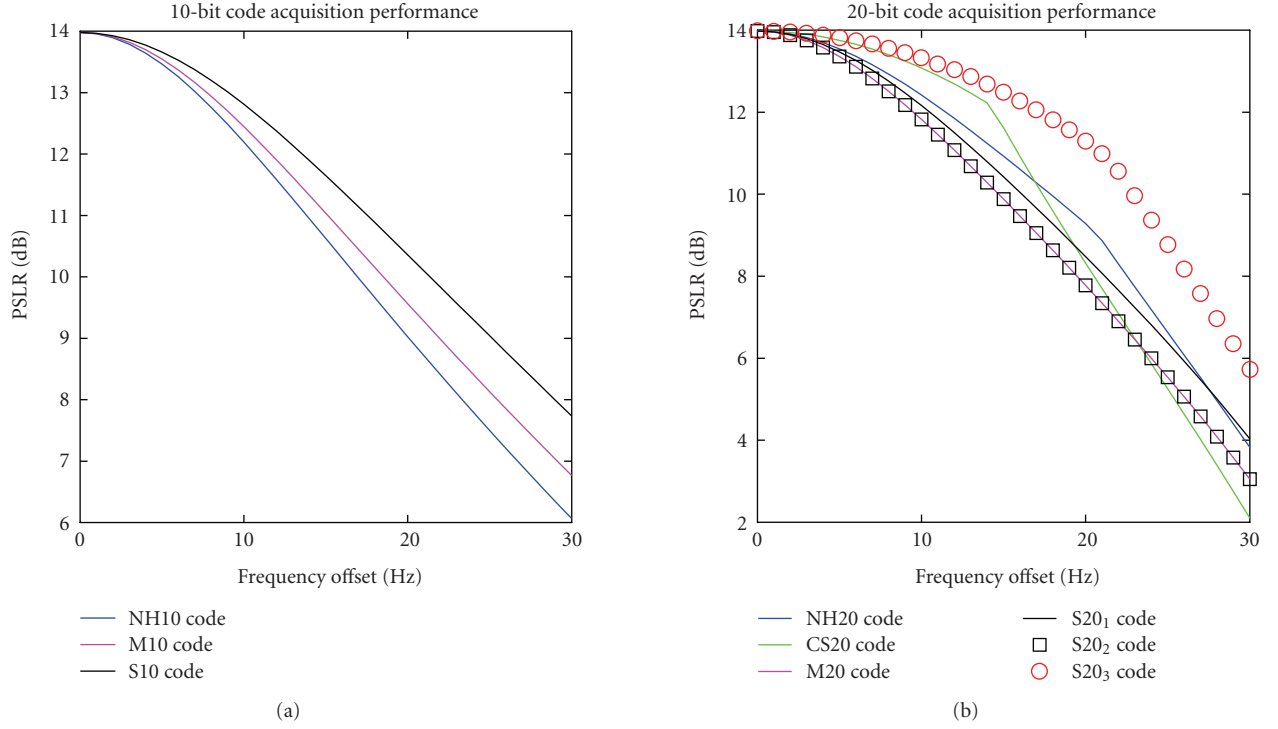 10-bit code acquisition performance
14
13
12
11
10
9
8
7
6
0
10
20
30
PSLR (dB)
Frequency offset (Hz)
NH10 code
M10 code
S10 code
(a)
20-bit code acquisition performance
14
12
10
8
6
4
2
0
10
20
30
PSLR (dB)
Frequency offset (Hz)
NH20 code
CS20 code
M20 code
S20₁ code
S20₂ code
S20₃ code
(b)